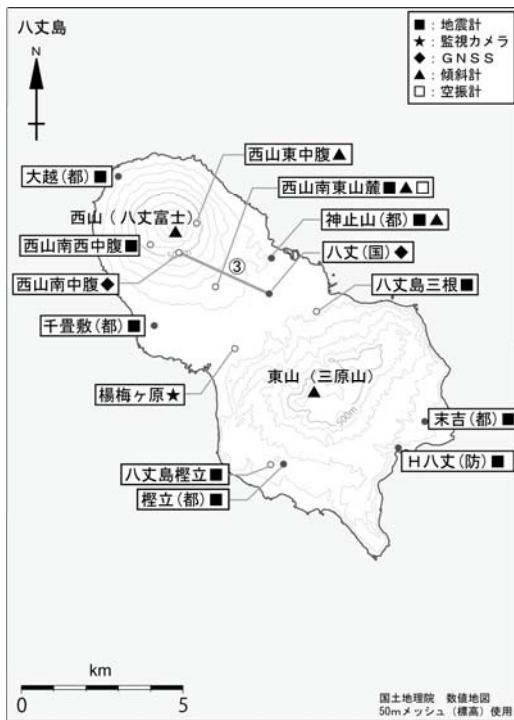 八丈島
■：地震計
★：監視カメラ
◆：GNSS
▲：傾斜計
□：空振計
N
西山東中腹▲
大越(都)■
西山南東山麓■▲□
西山（八丈富士）
神止山(都)■▲
西山南西中腹■
八丈(国)◆
③
西山南中腹◆
八丈島三根■
千畳敷(都)■
東山（三原山）
楊梅ヶ原★
500m
末吉(都)■
H八丈(防)■
八丈島樫立■
樫立(都)■
km
0 5
国土地理院 数値地図
50mメッシュ（標高）使用